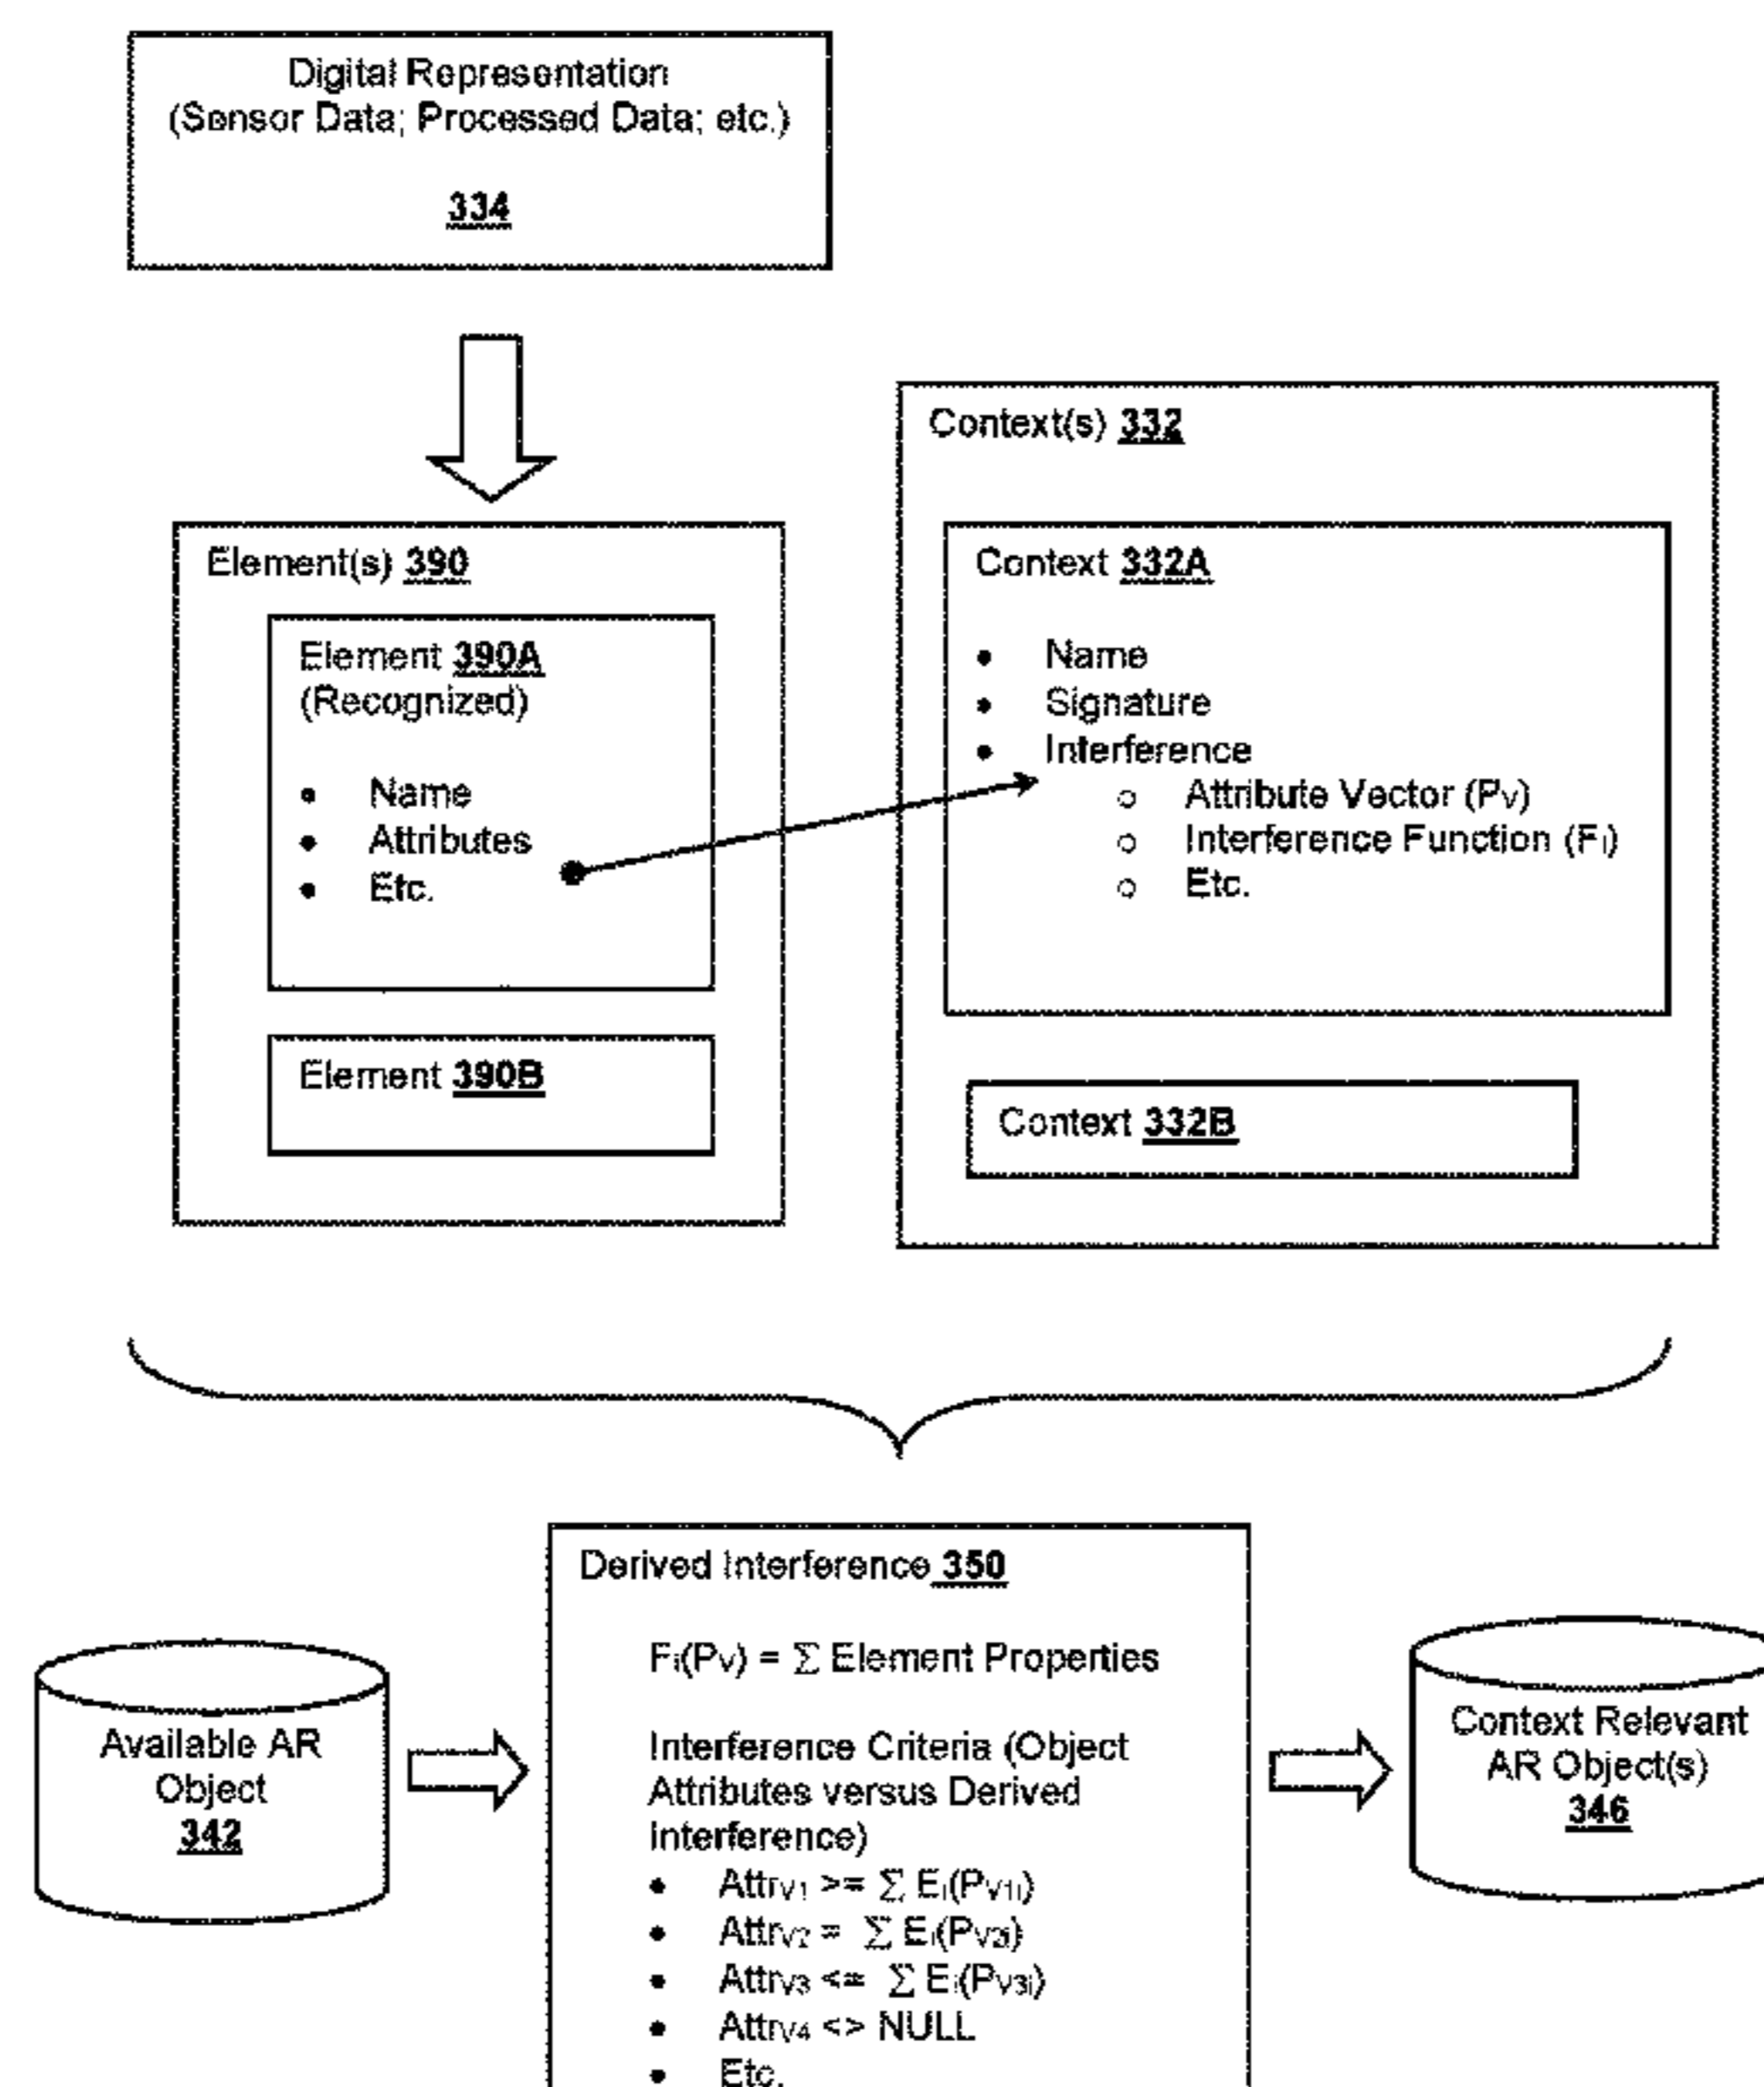 Digital Representation
(Sensor Data; Processed Data; etc.)
334
Element(s) 390
Element 390A
(Recognized)
• Name
• Attributes
• Etc.
Element 390B
Context(s) 332
Context 332A
• Name
• Signature
• Interference
○ Attribute Vector (PV)
○ Interference Function (Fi)
○ Etc.
Context 332B
Available AR
Object
342
Derived Interference 350
Fi(PV) = ∑ Element Properties
Interference Criteria (Object
Attributes versus Derived
Interference)
• AttrV1 >= ∑ Ei(PV1i)
• AttrV2 = ∑ Ei(PV2i)
• AttrV3 <= ∑ Ei(PV3i)
• AttrV4 <> NULL
• Etc.
Context Relevant
AR Object(s)
346